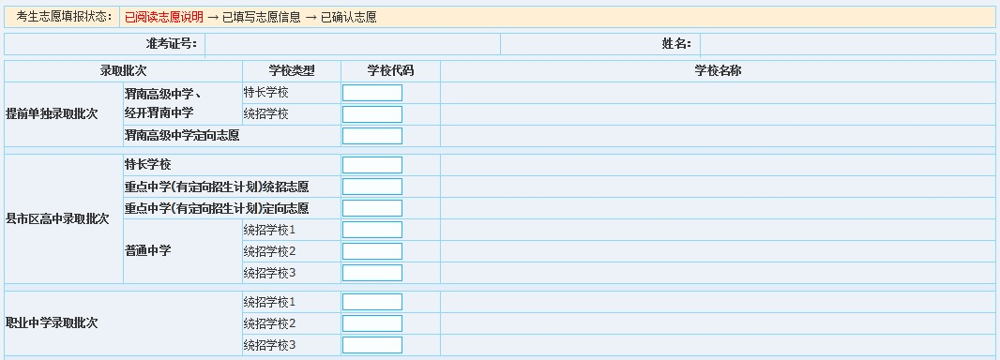 考生志愿填报状态： 已阅读志愿说明 → 已填写志愿信息 → 已确认志愿
准考证号： 姓名：
录取批次 学校类型 学校代码 学校名称
提前单独录取批次
渭南高级中学、
经开渭南中学
特长学校
统招学校
渭南高级中学定向志愿
县市区高中录取批次
特长学校
重点中学(有定向招生计划)统招志愿
重点中学(有定向招生计划)定向志愿
普通中学
统招学校1
统招学校2
统招学校3
职业中学录取批次
统招学校1
统招学校2
统招学校3